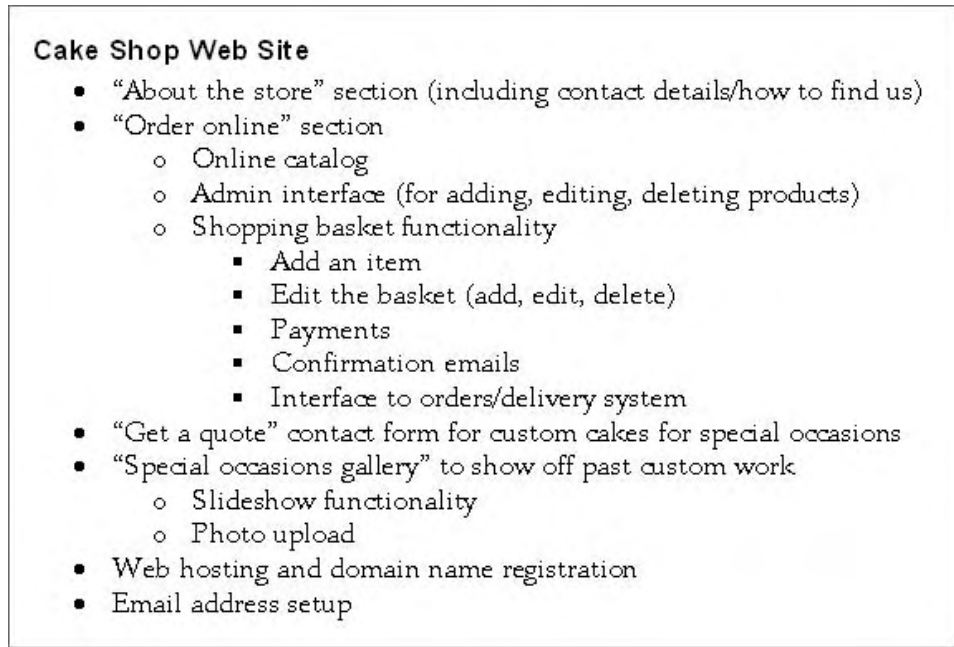 Cake Shop Web Site
• “About the store” section (including contact details/how to find us)
• “Order online” section
o Online catalog
o Admin interface (for adding, editing, deleting products)
o Shopping basket functionality
▪ Add an item
▪ Edit the basket (add, edit, delete)
▪ Payments
▪ Confirmation emails
▪ Interface to orders/delivery system
• “Get a quote” contact form for custom cakes for special occasions
• “Special occasions gallery” to show off past custom work
o Slideshow functionality
o Photo upload
• Web hosting and domain name registration
• Email address setup